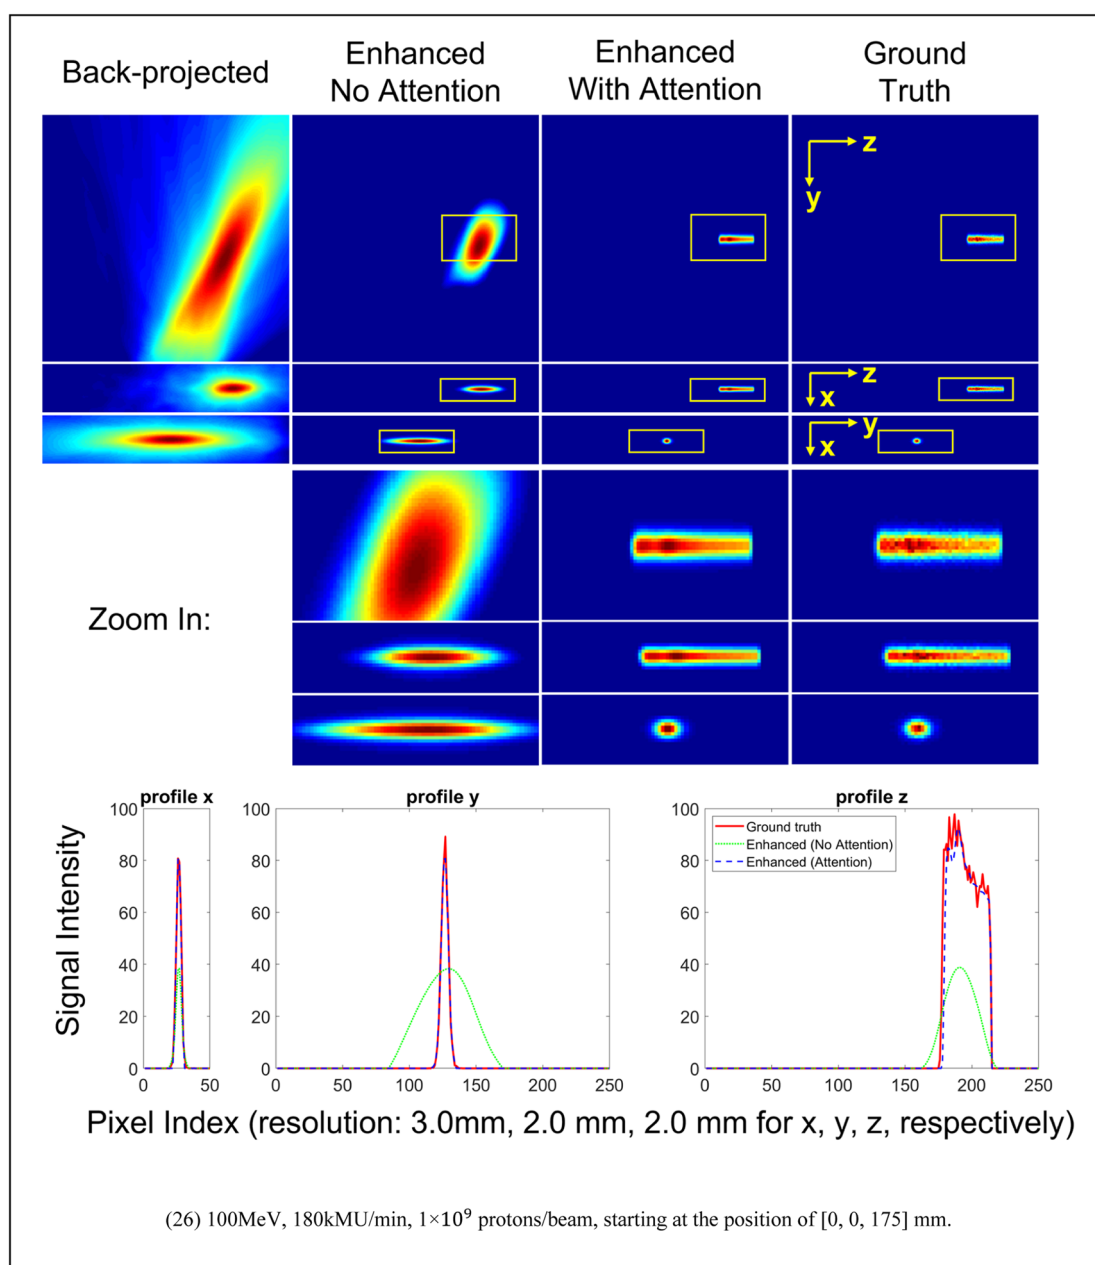 Back-projected
Enhanced
No Attention
Enhanced
With Attention
Ground
Truth
z
y
z
x
y
x
Zoom In:
profile x
profile y
profile z
Signal Intensity
100
80
60
40
20
0
0
50
100
80
60
40
20
0
0
50
100
150
200
250
100
80
60
40
20
0
0
50
100
150
200
250
Ground truth
Enhanced (No Attention)
Enhanced (Attention)
Pixel Index (resolution: 3.0mm, 2.0 mm, 2.0 mm for x, y, z, respectively)
(26) 100MeV, 180kMU/min, 1×10⁹ protons/beam, starting at the position of [0, 0, 175] mm.